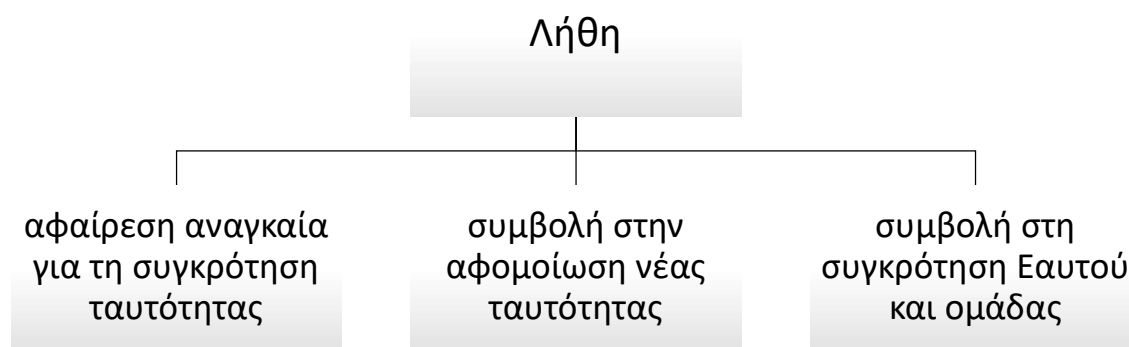 Λήθη
αφαίρεση αναγκαία
για τη συγκρότηση
ταυτότητας
συμβολή στην
αφομοίωση νέας
ταυτότητας
συμβολή στη
συγκρότηση Εαυτού
και ομάδας